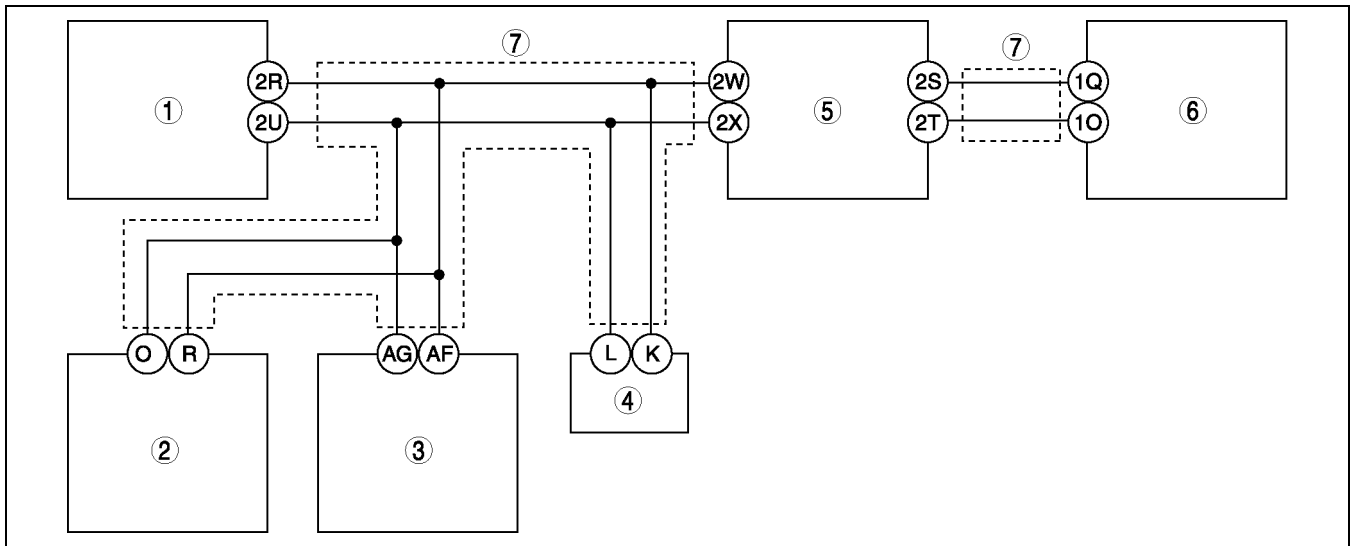 ⑦ ⑦
2R 2W 2S 1Q
① ⑤ ⑥
2U 2X 2T 1O
O R AG AF L K
④
② ③